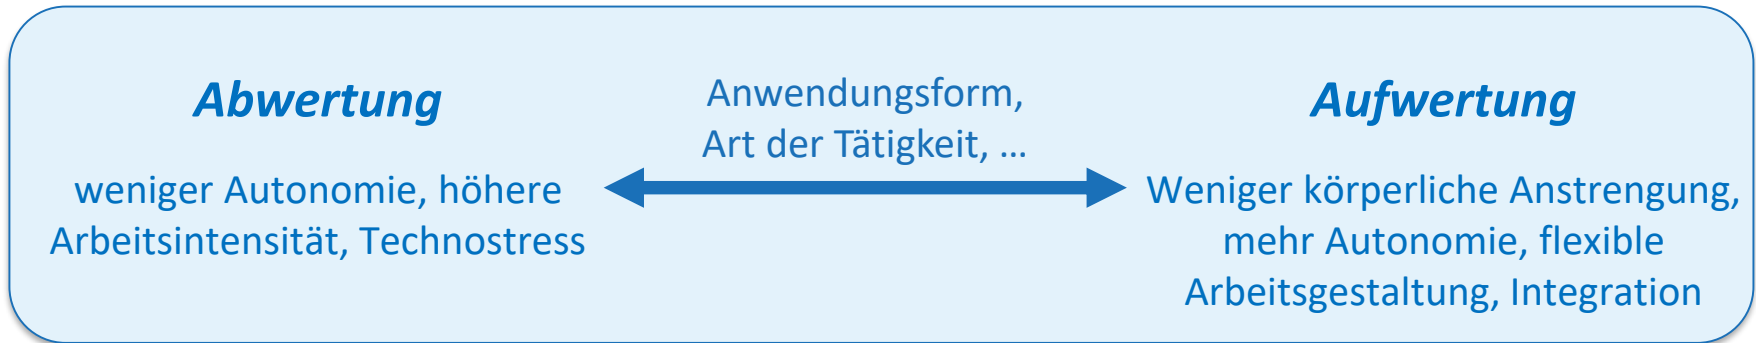 Abwertung
weniger Autonomie, höhere
Arbeitsintensität, Technostress
Anwendungsform,
Art der Tätigkeit, ...
Aufwertung
Weniger körperliche Anstrengung,
mehr Autonomie, flexible
Arbeitsgestaltung, Integration